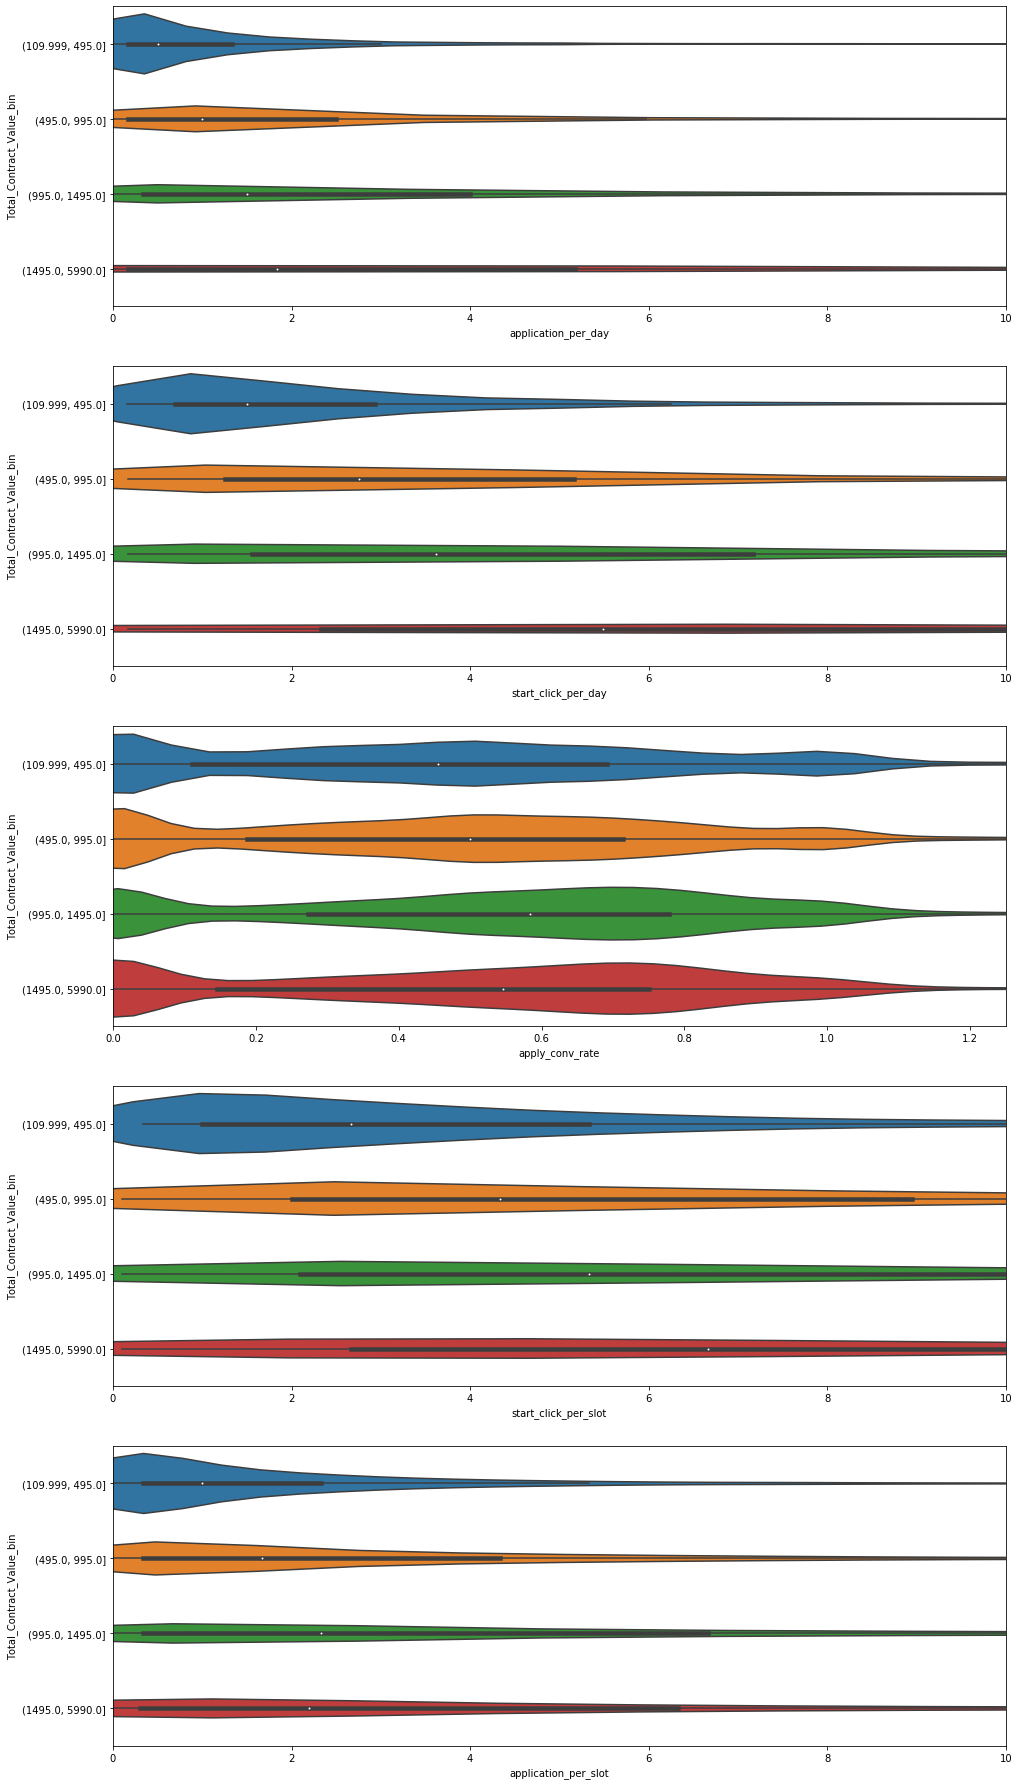 Total_Contract_Value_bin
(109.999, 495.0]
(495.0, 995.0]
(995.0, 1495.0]
(1495.0, 5990.0]
0 2 4 6 8 10
application_per_day
Total_Contract_Value_bin
(109.999, 495.0]
(495.0, 995.0]
(995.0, 1495.0]
(1495.0, 5990.0]
0 2 4 6 8 10
start_click_per_day
Total_Contract_Value_bin
(109.999, 495.0]
(495.0, 995.0]
(995.0, 1495.0]
(1495.0, 5990.0]
0.0 0.2 0.4 0.6 0.8 1.0 1.2
apply_conv_rate
Total_Contract_Value_bin
(109.999, 495.0]
(495.0, 995.0]
(995.0, 1495.0]
(1495.0, 5990.0]
0 2 4 6 8 10
start_click_per_slot
Total_Contract_Value_bin
(109.999, 495.0]
(495.0, 995.0]
(995.0, 1495.0]
(1495.0, 5990.0]
0 2 4 6 8 10
application_per_slot